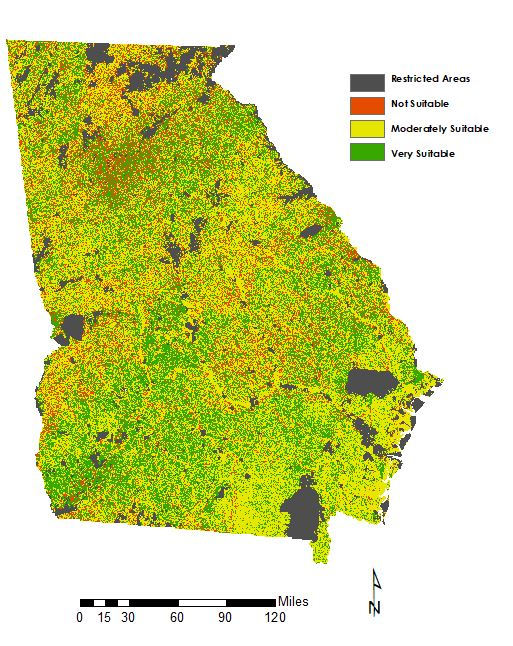 Restricted Areas
Not Suitable
Moderately Suitable
Very Suitable
Miles
0 15 30 60 90 120
N